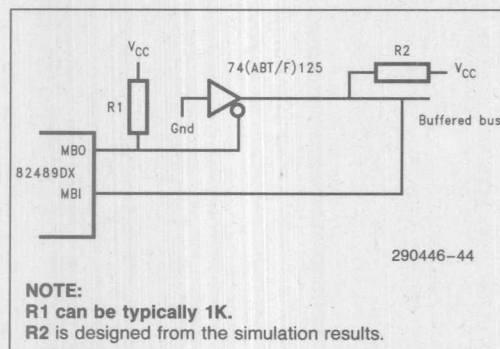 VCC
R1
74(ABT/F)125
R2
VCC
Gnd
Buffered bus
MBO
82489DX
MBI
290446-44
NOTE:
R1 can be typically 1K.
R2 is designed from the simulation results.